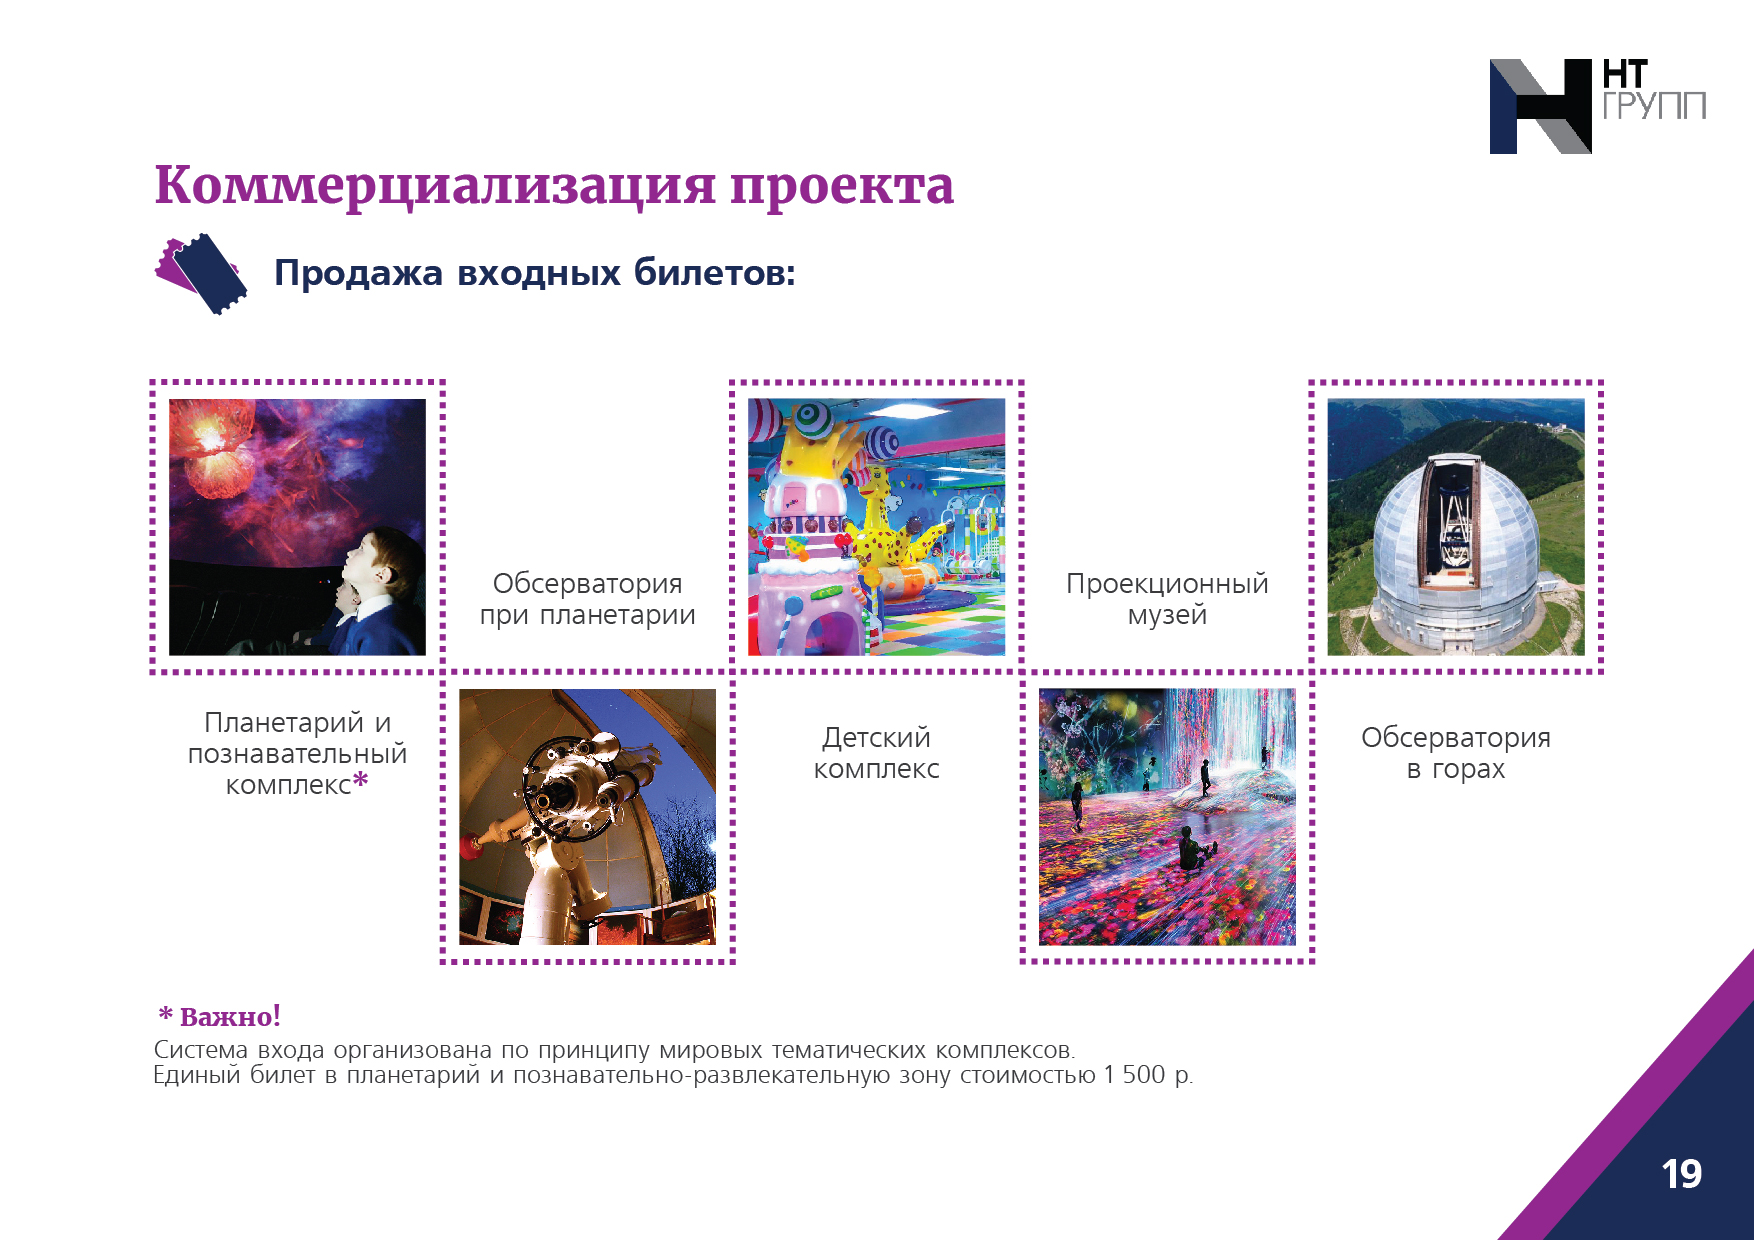 НТ
ГРУПП
Коммерциализация проекта
Продажа входных билетов:
Обсерватория
при планетарии
Проекционный
музей
Планетарий и
познавательный
комплекс*
Детский
комплекс
Обсерватория
в горах
* Важно!
Система входа организована по принципу мировых тематических комплексов.
Единый билет в планетарий и познавательно-развлекательную зону стоимостью 1 500 р.
19